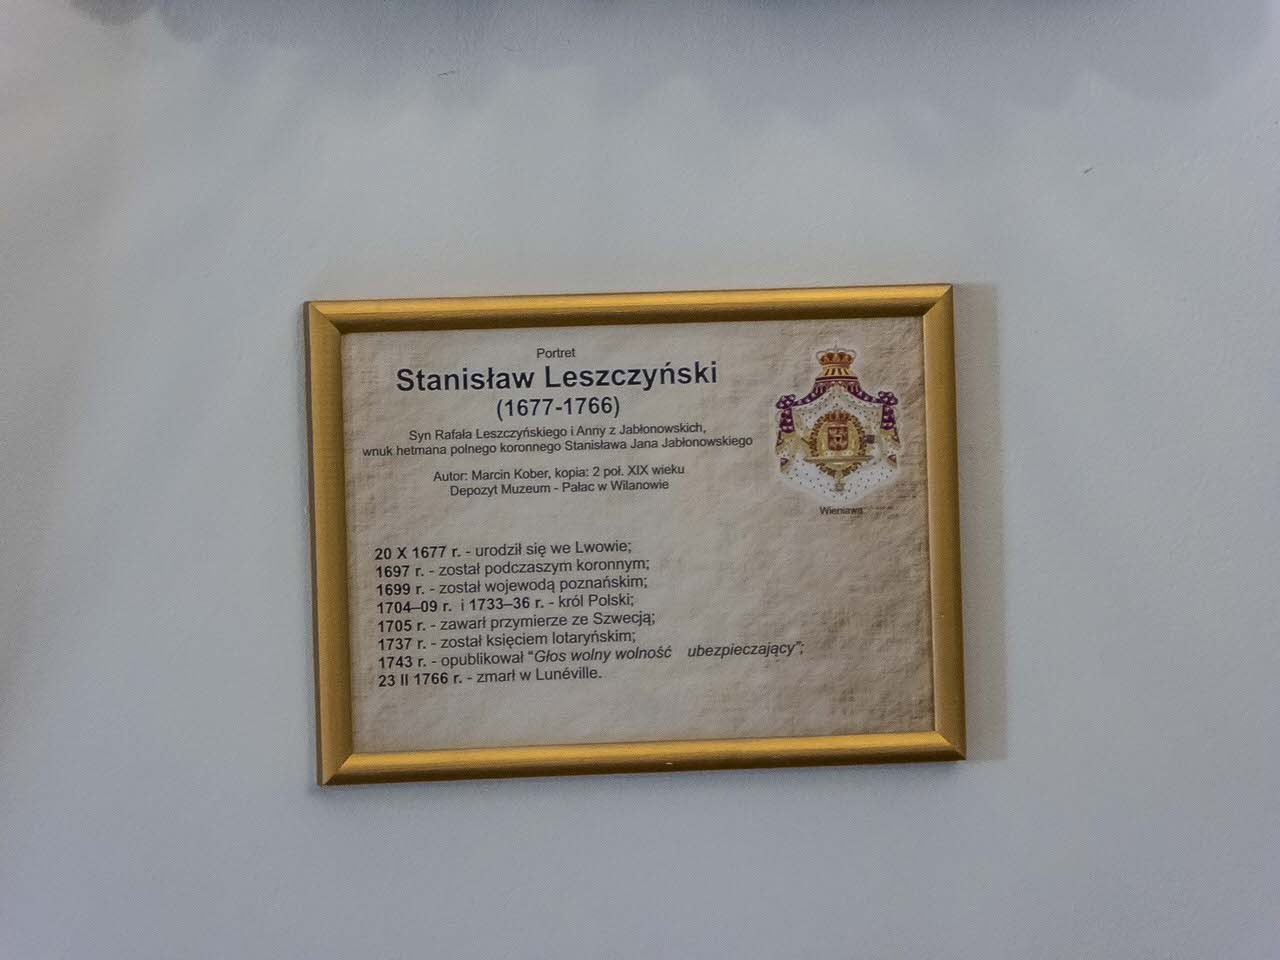 Portret
Stanisław Leszczyński
(1677-1766)
Syn Rafała Leszczyńskiego i Anny z Jabłonowskich,
wnuk hetmana polnego koronnego Stanisława Jana Jabłonowskiego
Autor: Marcin Kober, kopia: 2 poł. XIX wieku
Depozyt Muzeum - Pałac w Wilanowie
Wieniawa
20 X 1677 r. - urodził się we Lwowie;
1697 r. - został podczaszym koronnym;
1699 r. - został wojewodą poznańskim;
1704–09 r. i 1733–36 r. - król Polski;
1705 r. - zawarł przymierze ze Szwecją;
1737 r. - został księciem lotaryńskim;
1743 r. - opublikował “Głos wolny wolność ubezpieczający”;
23 II 1766 r. - zmarł w Lunéville.